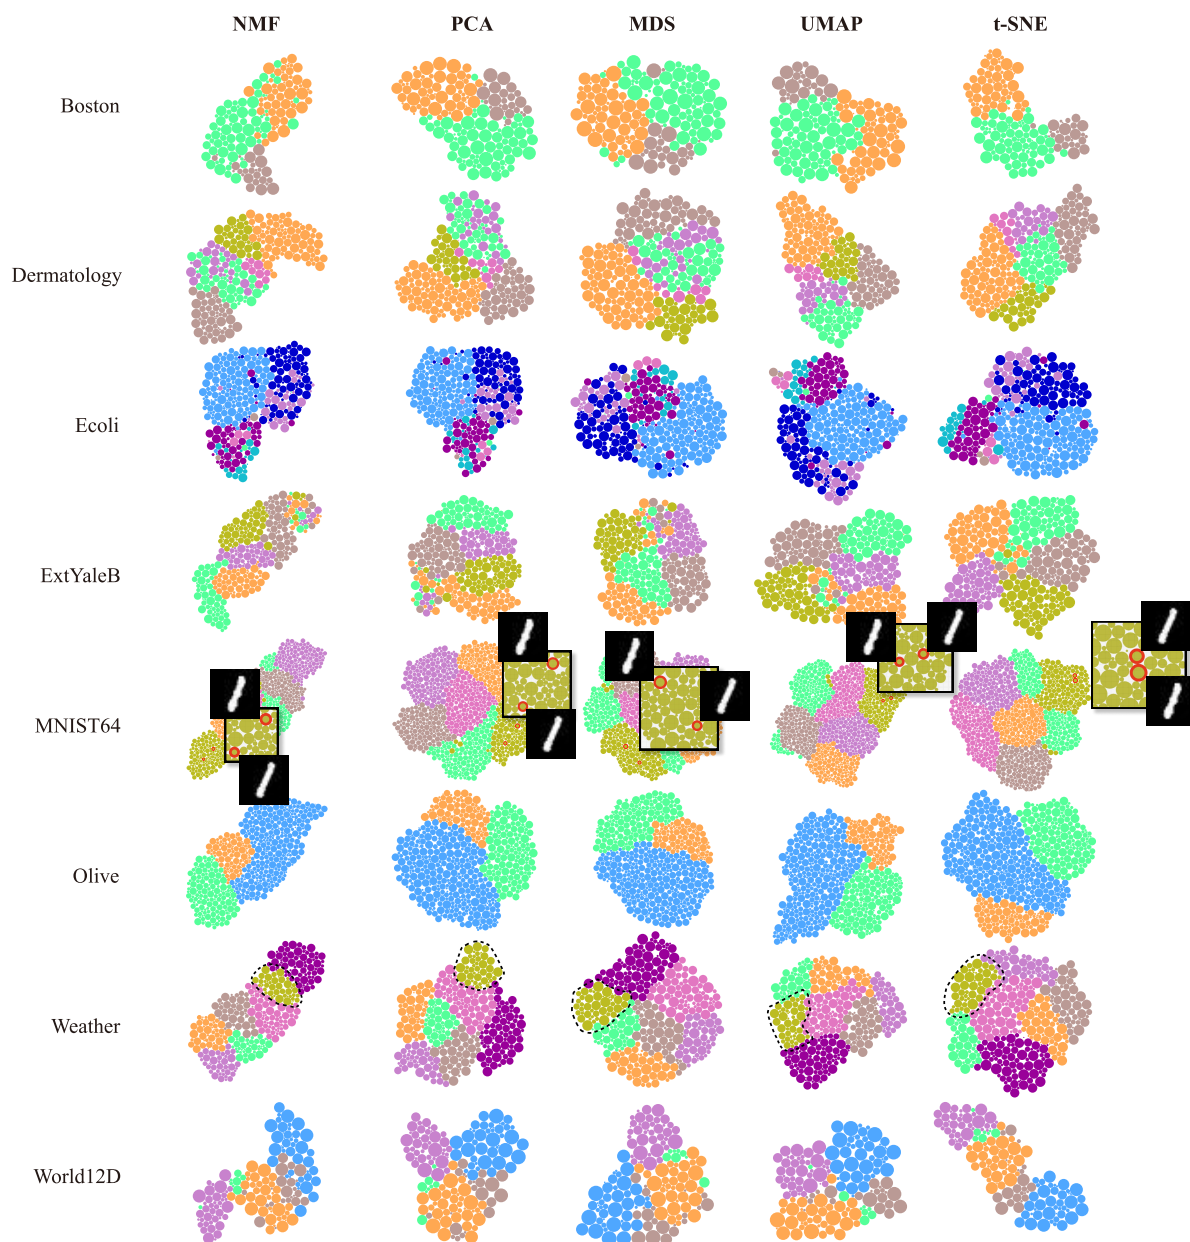 NMF PCA MDS UMAP t-SNE
Boston
Dermatology
Ecoli
ExtYaleB
MNIST64
Olive
Weather
World12D